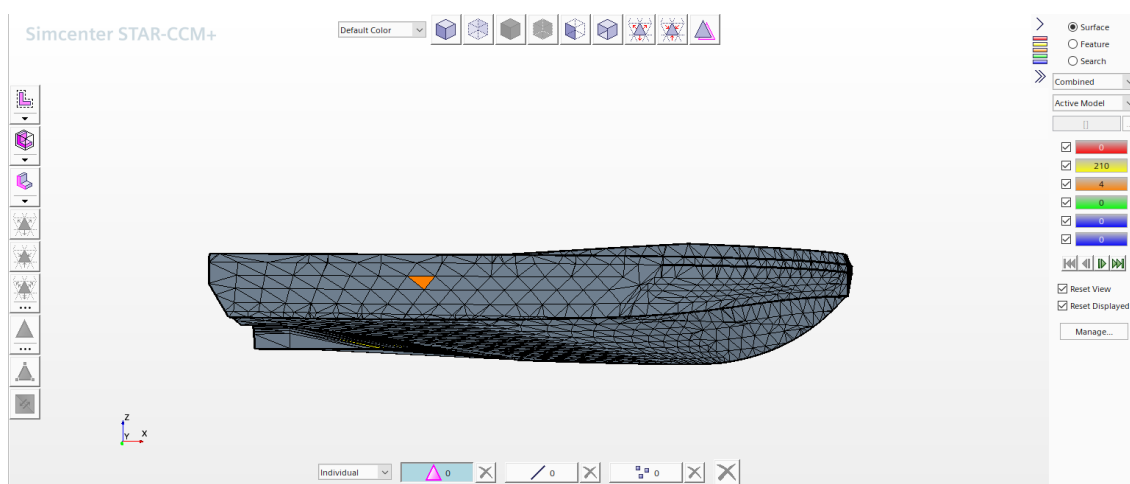 Simcenter STAR-CCM+
Default Color
Surface
Feature
Search
Combined
Active Model
[]
0
210
4
0
0
0
Reset View
Reset Displayed
Manage...
Z
Y X
Individual
0
0
0